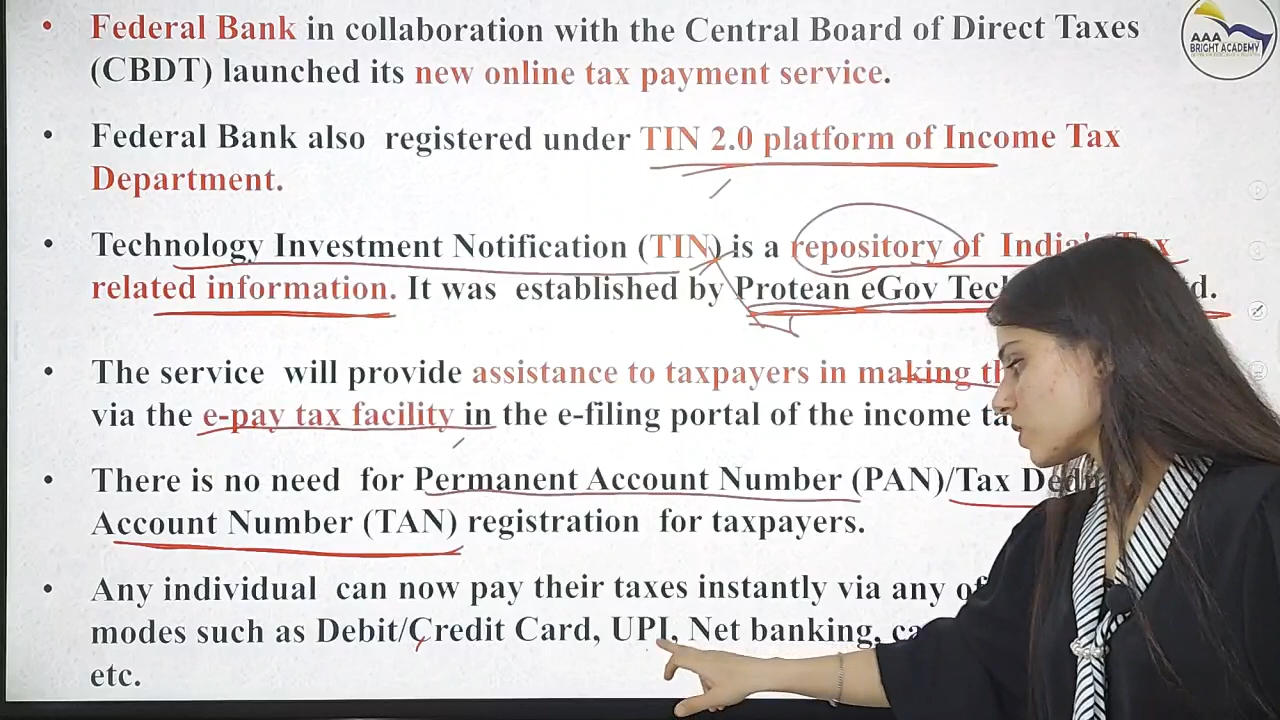 • Federal Bank in collaboration with the Central Board of Direct Taxes
(CBDT) launched its new online tax payment service.
• Federal Bank also registered under TIN 2.0 platform of Income Tax
Department.
• Technology Investment Notification (TIN) is a repository of India's Tax
related information. It was established by Protean eGov
• The service will provide assistance to taxpayers in making
via the e-pay tax facility in the e-filing portal of the income
• There is no need for Permanent Account Number (PAN)/Tax
Account Number (TAN) registration for taxpayers.
• Any individual can now pay their taxes instantly via any
modes such as Debit/Credit Card, UPI, Net banking,
etc.
AAA
BRIGHT ACADEMY